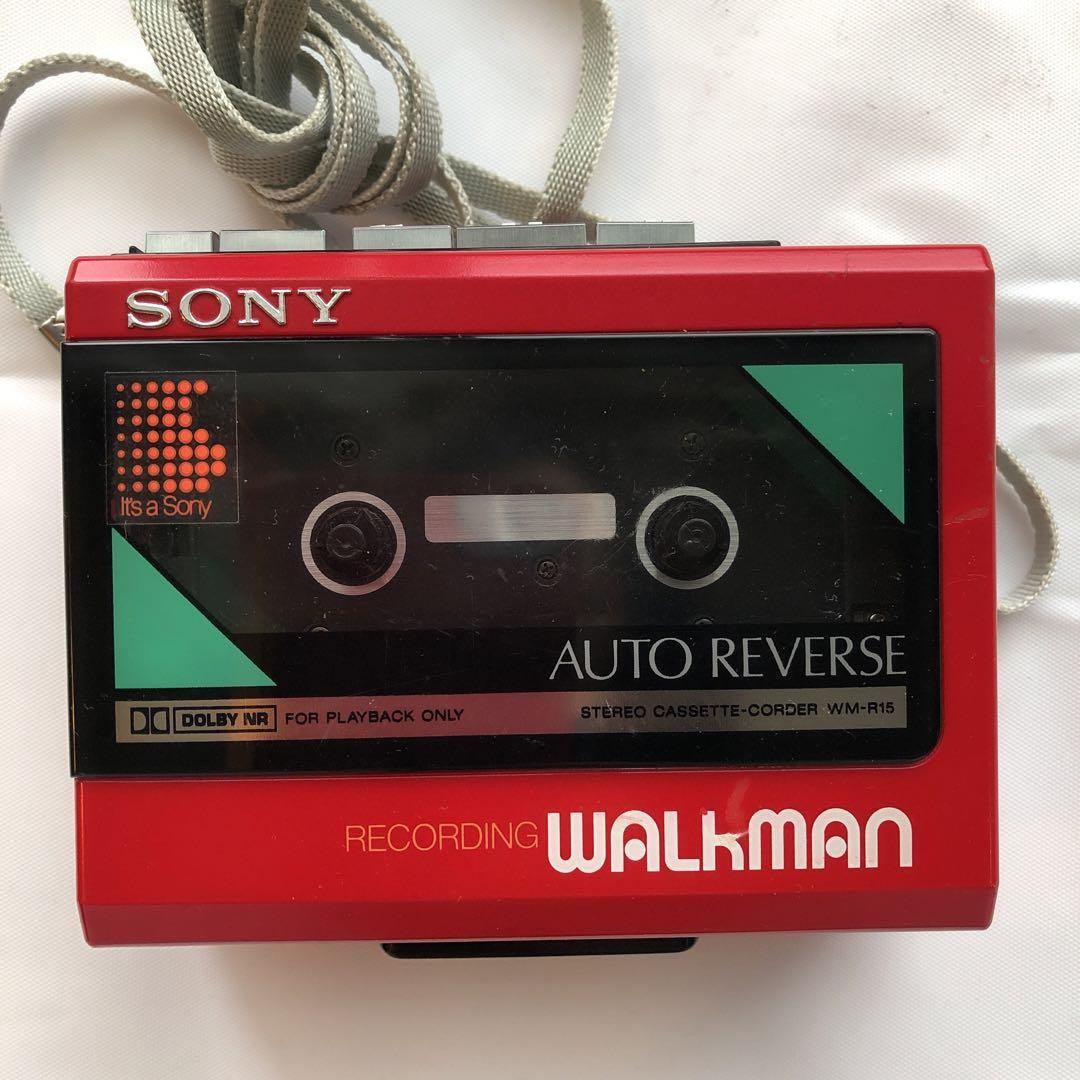 SONY
It's a Sony
AUTO REVERSE
DOLBY NR FOR PLAYBACK ONLY
STEREO CASSETTE-CORDER WM-R15
RECORDING WALKMAN